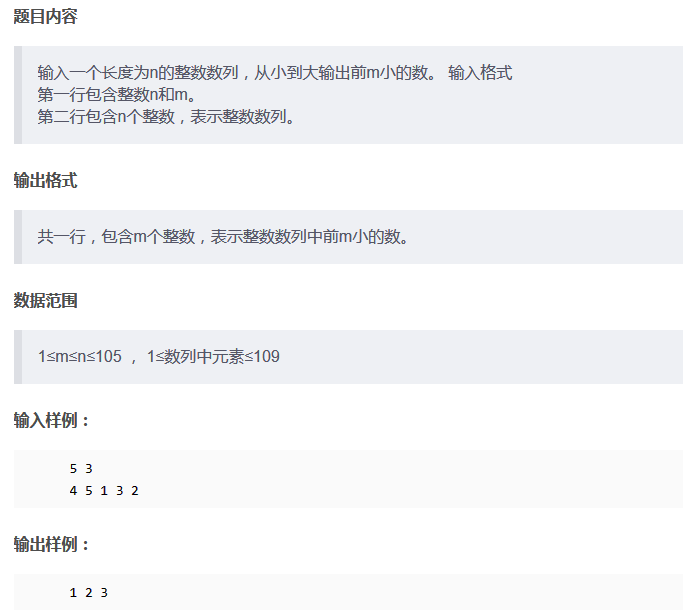 题目内容
输入一个长度为n的整数数列，从小到大输出前m小的数。 输入格式
第一行包含整数n和m。
第二行包含n个整数，表示整数数列。
输出格式
共一行，包含m个整数，表示整数数列中前m小的数。
数据范围
1≤m≤n≤105 ， 1≤数列中元素≤109
输入样例：
5 3
4 5 1 3 2
输出样例：
1 2 3